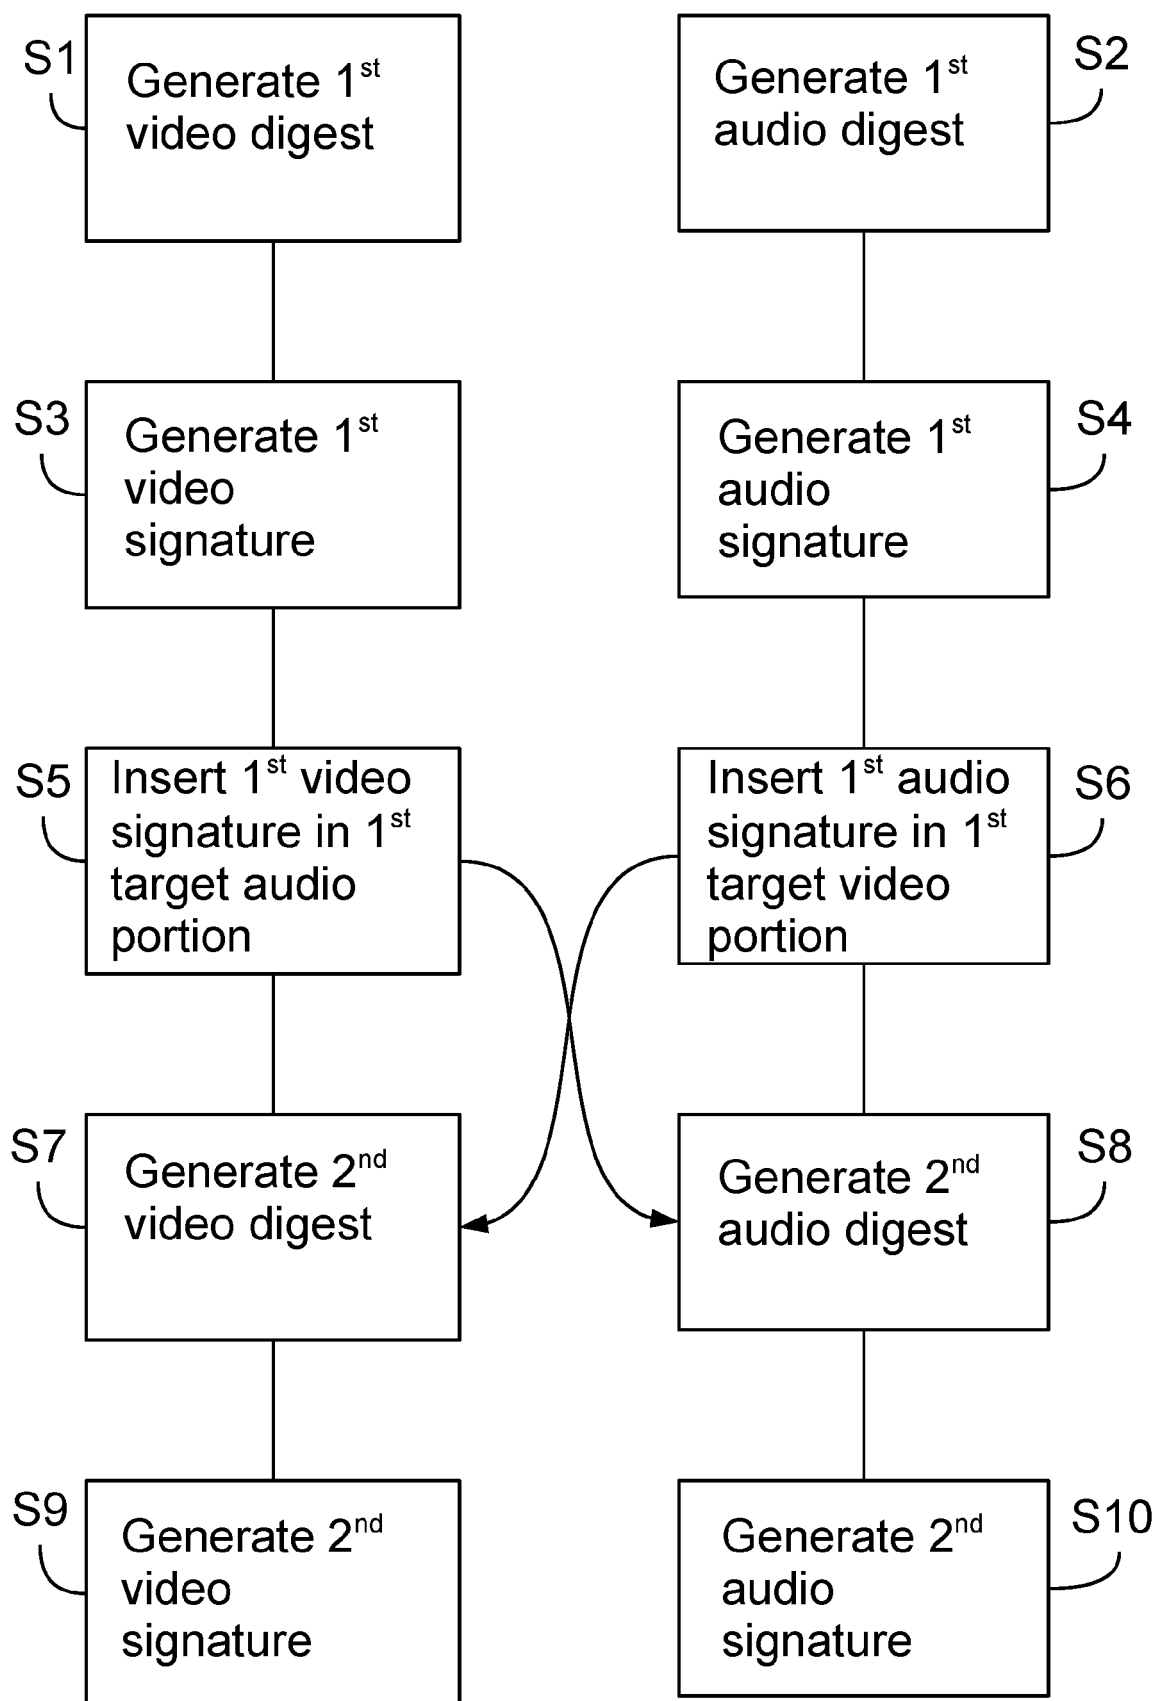 S1
Generate 1st
video digest
S2
Generate 1st
audio digest
S3
Generate 1st
video
signature
S4
Generate 1st
audio
signature
S5
Insert 1st video
signature in 1st
target audio
portion
S6
Insert 1st audio
signature in 1st
target video
portion
S7
Generate 2nd
video digest
S8
Generate 2nd
audio digest
S9
Generate 2nd
video
signature
S10
Generate 2nd
audio
signature